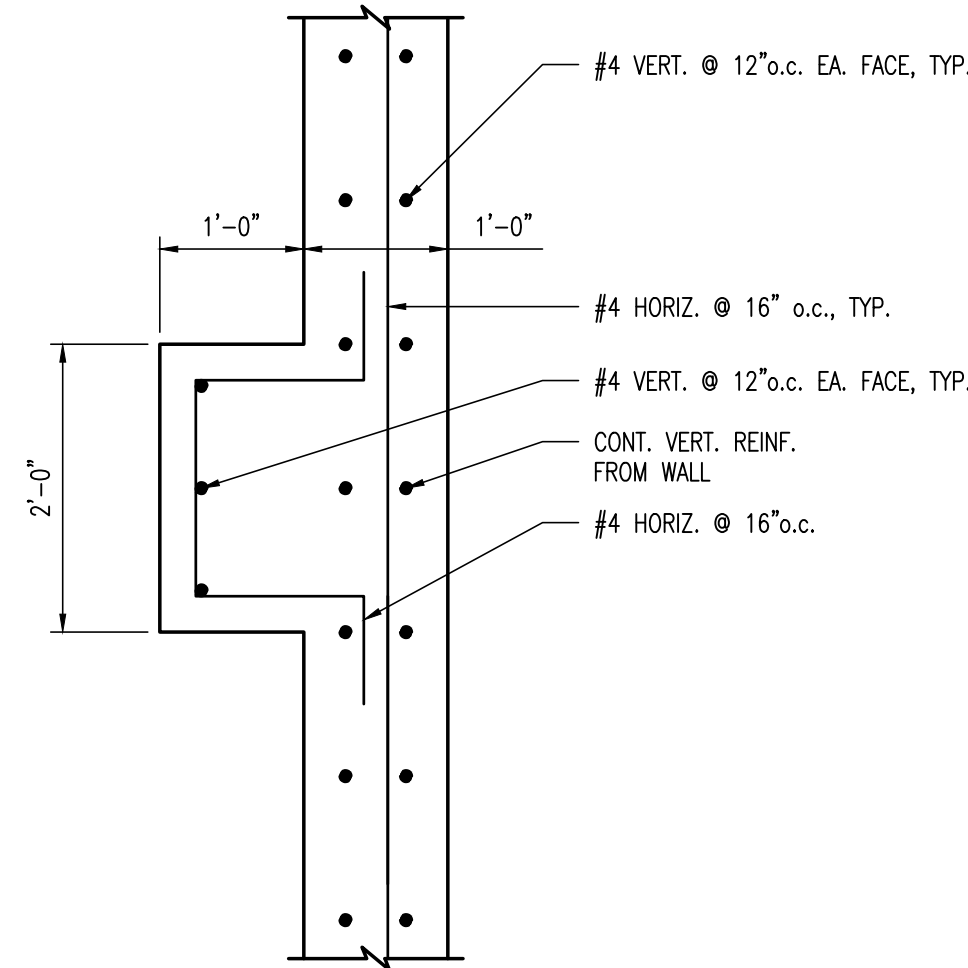 #4 VERT. @ 12"o.c. EA. FACE, TYP.
1'-0"
1'-0"
#4 HORIZ. @ 16" o.c., TYP.
#4 VERT. @ 12"o.c. EA. FACE, TYP.
CONT. VERT. REINF.
FROM WALL
2'-0"
#4 HORIZ. @ 16"o.c.